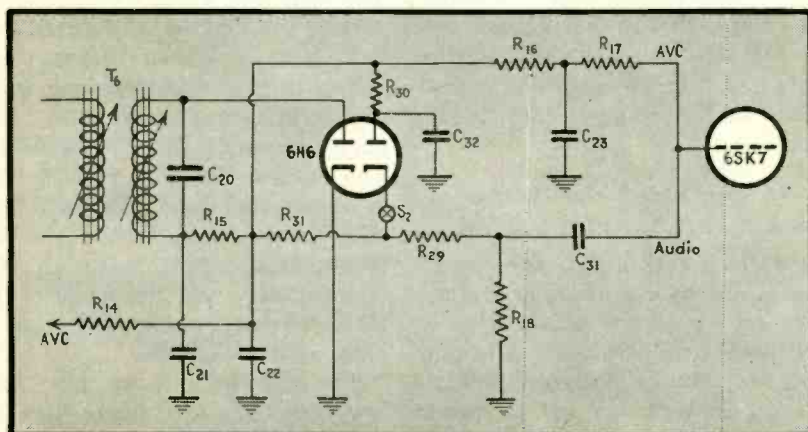 T6
C20
R15
R31
R14
AVC
C21
C22
6H6
R30
C32
S2
R29
R18
R16
R17
AVC
C23
C31
Audio
6SK7